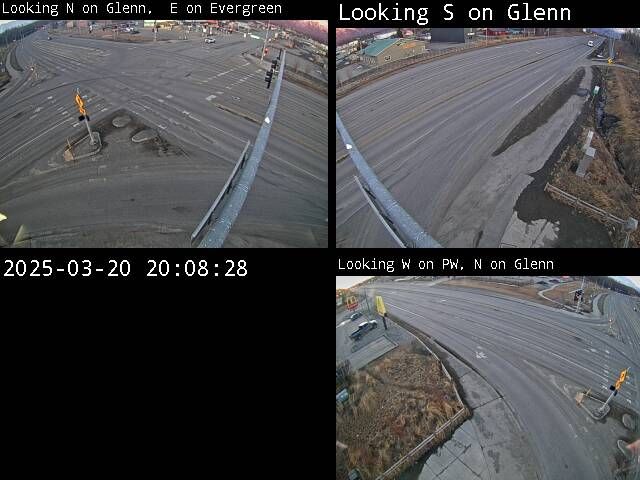 Looking N on Glenn,  E on Evergreen
Looking S on Glenn
2025-03-20 20:08:28
Looking W on PW, N on Glenn